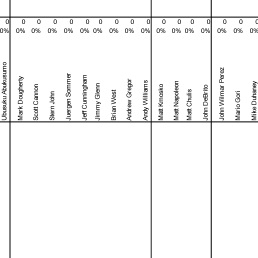 0 0 0 0 0 0 0 0 0 0 0 0 0 0 0 0 0
0% 0% 0% 0% 0% 0% 0% 0% 0% 0% 0% 0% 0% 0% 0% 0% 0%
Mark Dougherty
Scott Cannon
Stern John
Juergen Sommer
Jeff Cunningham
Jimmy Glenn
Brian West
Andrew Gregor
Andy Williams
Matt Kinosiko
Matt Napoleon
Matt Chulis
John DeBrito
John Wilmar Perez
Mario Gori
Mike Duhaney